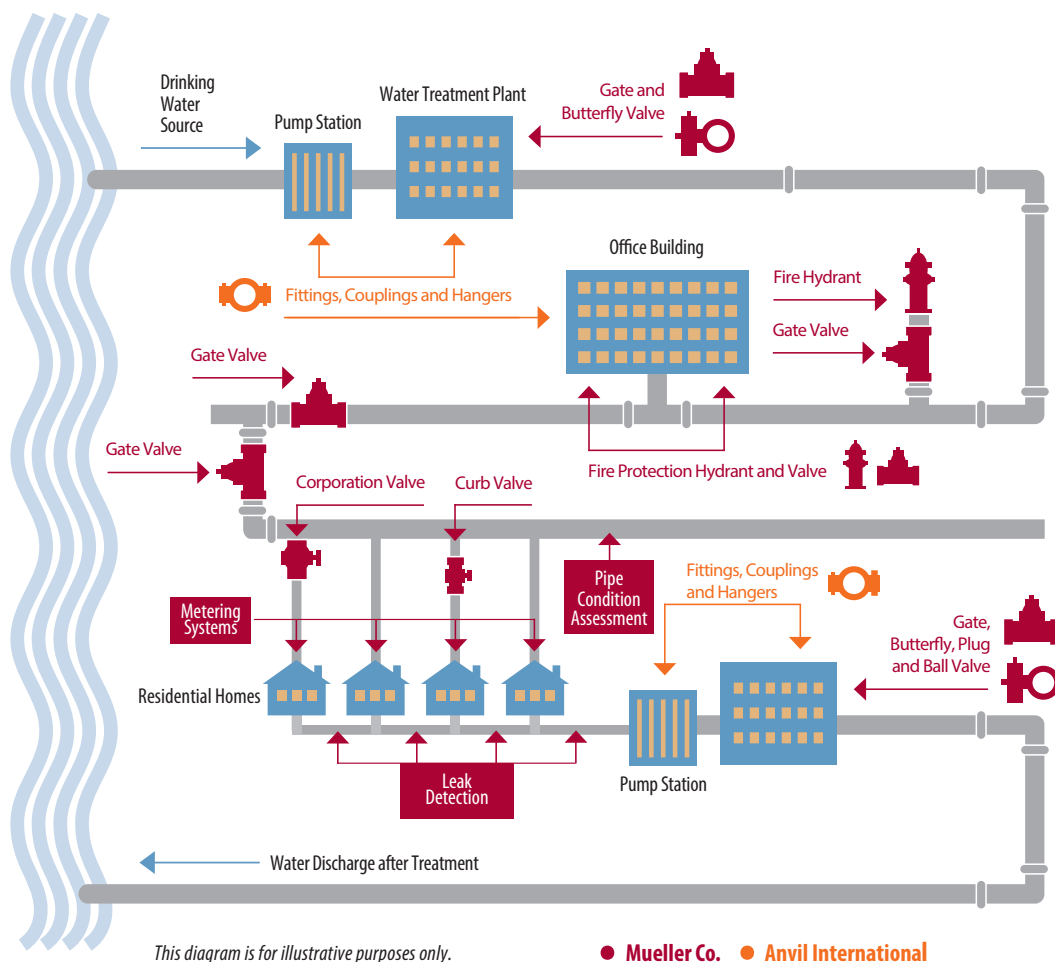 Drinking
Water
Source
Pump Station
Water Treatment Plant
Gate and
Butterfly Valve
Office Building
Fire Hydrant
Fittings, Couplings and Hangers
Gate Valve
Gate Valve
Gate Valve
Fire Protection Hydrant and Valve
Corporation Valve
Curb Valve
Metering
Systems
Pipe
Condition
Assessment
Fittings, Couplings
and Hangers
Gate,
Butterfly, Plug
and Ball Valve
Residential Homes
Leak
Detection
Pump Station
Water Discharge after Treatment
This diagram is for illustrative purposes only.
Mueller Co.
Anvil International